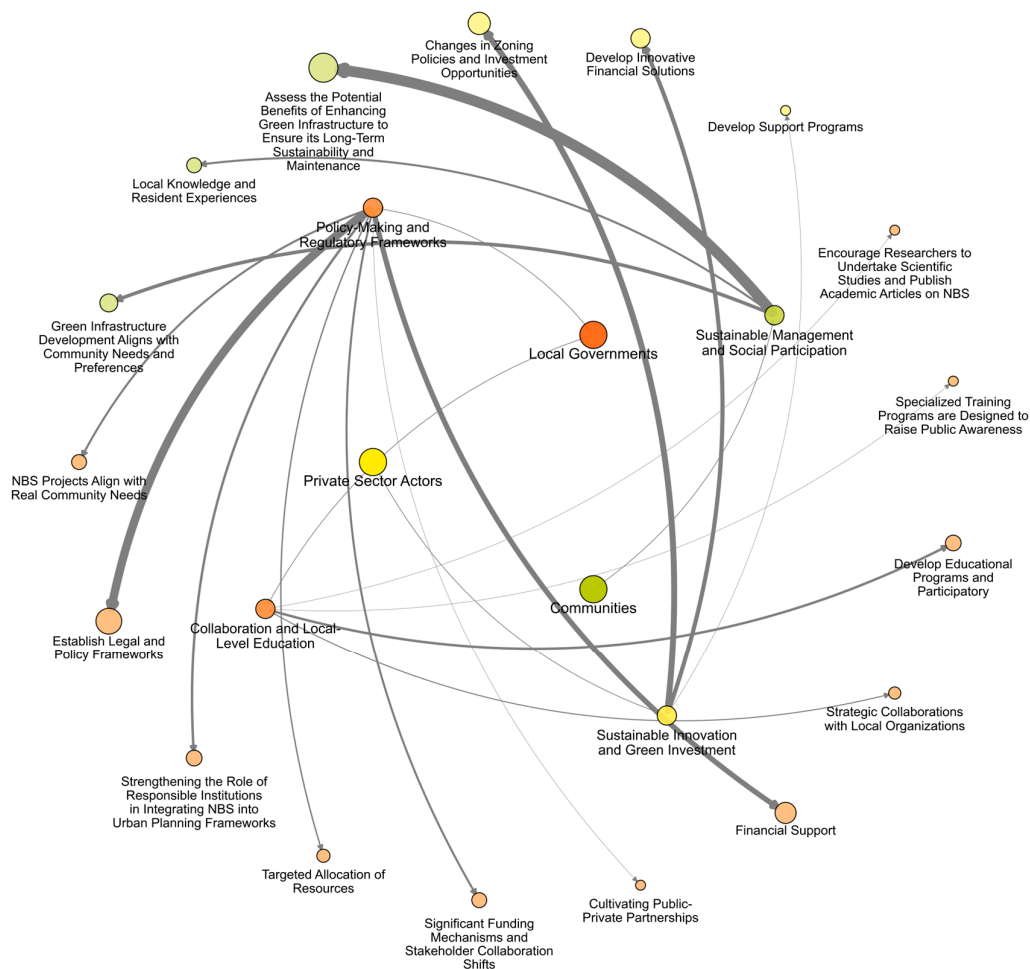 Changes in Zoning
Policies and Investment
Opportunities
Develop Innovative
Financial Solutions
Assess the Potential
Benefits of Enhancing
Green Infrastructure to
Ensure its Long-Term
Sustainability and
Maintenance
Develop Support Programs
Local Knowledge and
Resident Experiences
Policy-Making and
Regulatory Frameworks
Encourage Researchers to
Undertake Scientific
Studies and Publish
Academic Articles on NBS
Green Infrastructure
Development Aligns with
Community Needs and
Preferences
Local Governments
Sustainable Management
and Social Participation
Specialized Training
Programs are Designed to
Raise Public Awareness
NBS Projects Align with
Real Community Needs
Private Sector Actors
Develop Educational
Programs and
Participatory
Communities
Establish Legal and
Policy Frameworks
Collaboration and Local-
Level Education
Strategic Collaborations
with Local Organizations
Sustainable Innovation
and Green Investment
Strengthening the Role of
Responsible Institutions
in Integrating NBS into
Urban Planning Frameworks
Financial Support
Targeted Allocation of
Resources
Cultivating Public-
Private Partnerships
Significant Funding
Mechanisms and
Stakeholder Collaboration
Shifts